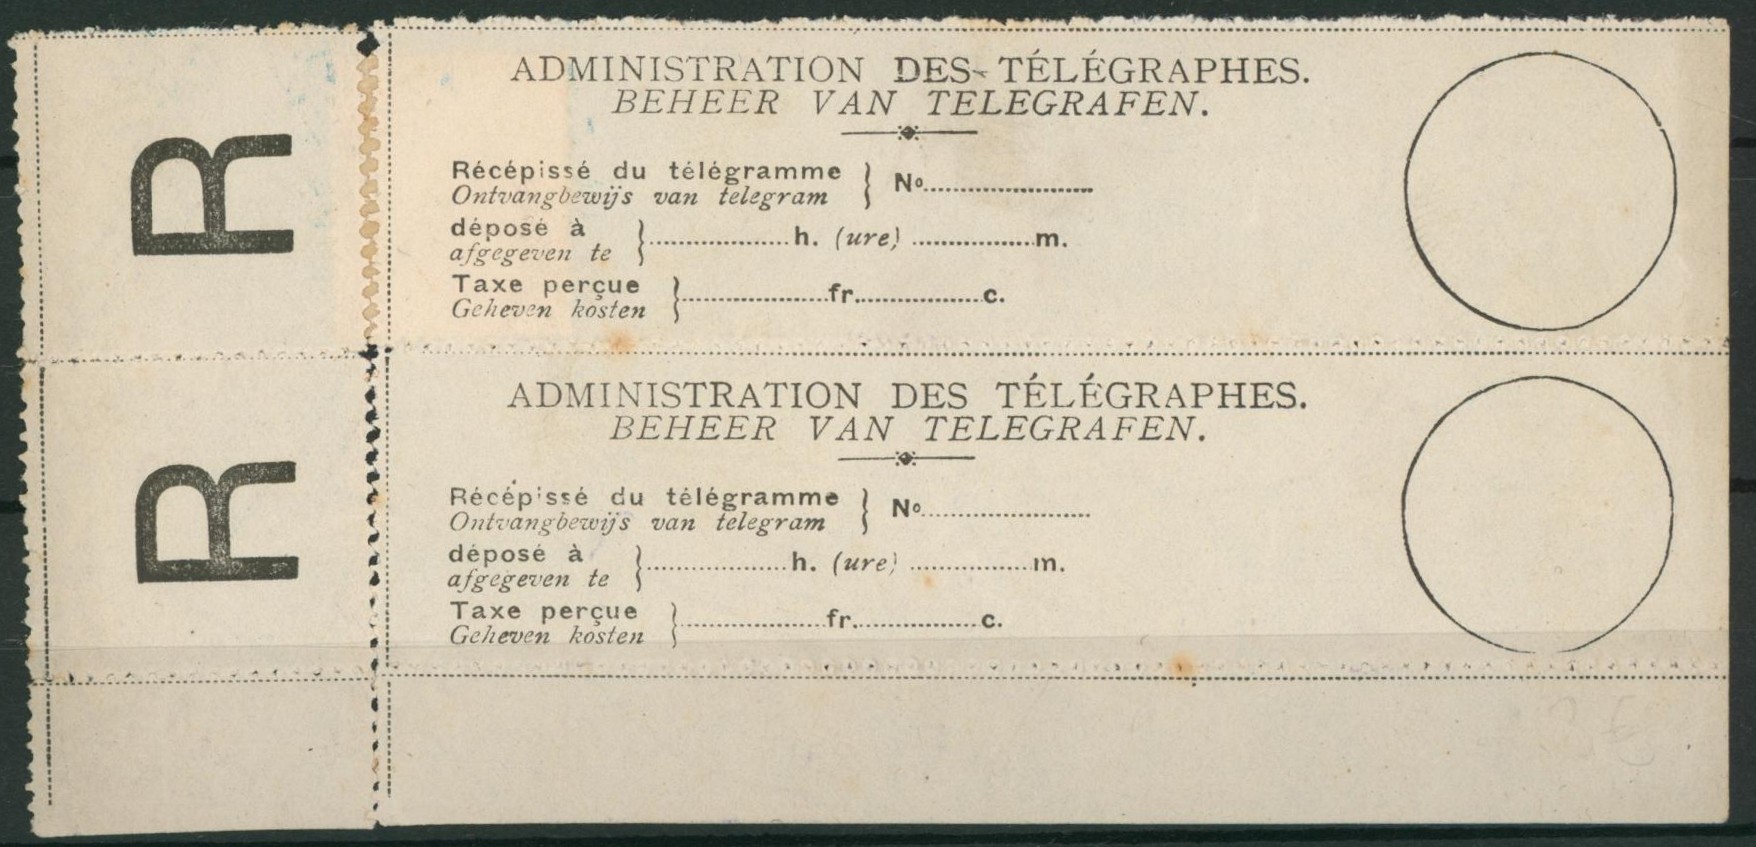 R
ADMINISTRATION DES TÉLÉGRAPHES.
BEHEER VAN TELEGRAFEN.
Récépissé du télégramme } No..........................
Ontvangbewijs van telegram
déposé à }......................h. (ure) ...................m.
afgegeven te
Taxe perçue }.......................fr....................c.
Geheven kosten
R
ADMINISTRATION DES TÉLÉGRAPHES.
BEHEER VAN TELEGRAFEN.
Récépissé du télégramme } No..........................
Ontvangbewijs van telegram
déposé à }......................h. (ure) ...................m.
afgegeven te
Taxe perçue }.......................fr....................c.
Geheven kosten